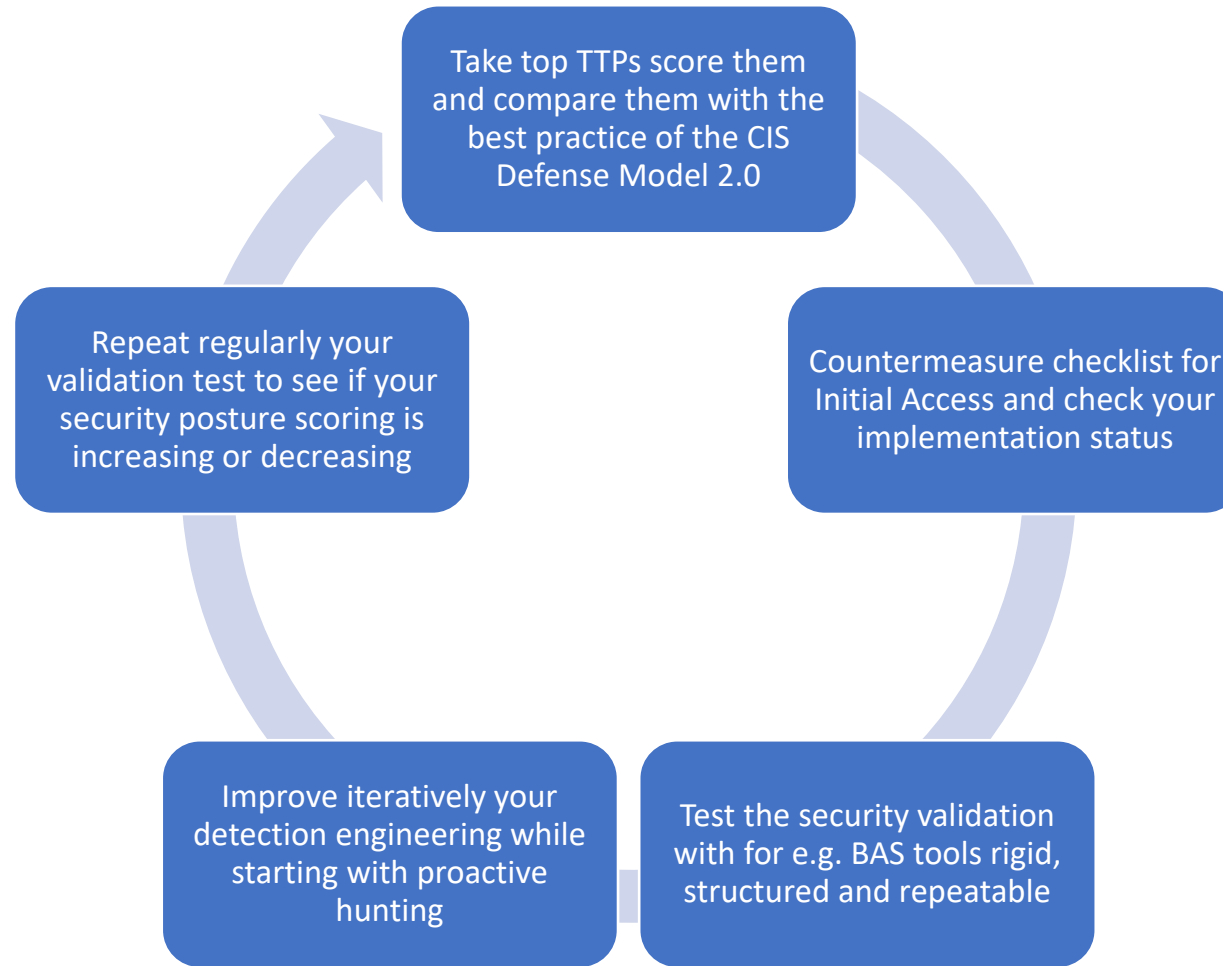 Take top TTPs score them
and compare them with the
best practice of the CIS
Defense Model 2.0
Countermeasure checklist for
Initial Access and check your
implementation status
Test the security validation
with for e.g. BAS tools rigid,
structured and repeatable
Improve iteratively your
detection engineering while
starting with proactive
hunting
Repeat regularly your
validation test to see if your
security posture scoring is
increasing or decreasing